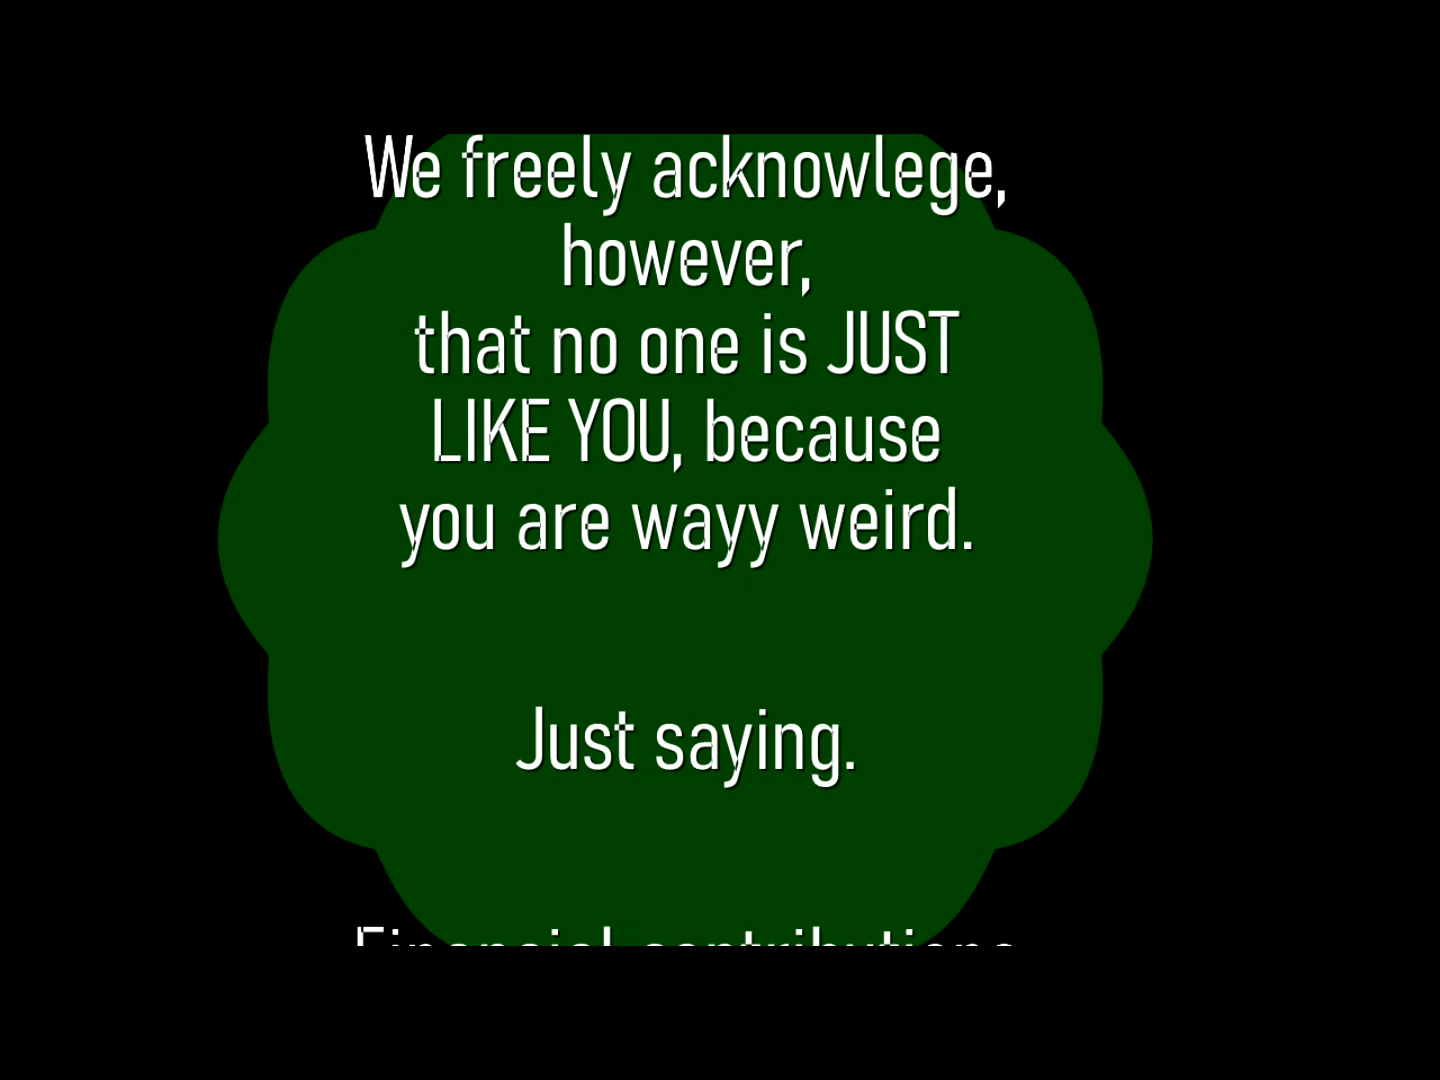 We freely acknowlege,
however,
that no one is JUST
LIKE YOU, because
you are wayy weird.
Just saying.
Financial contributions